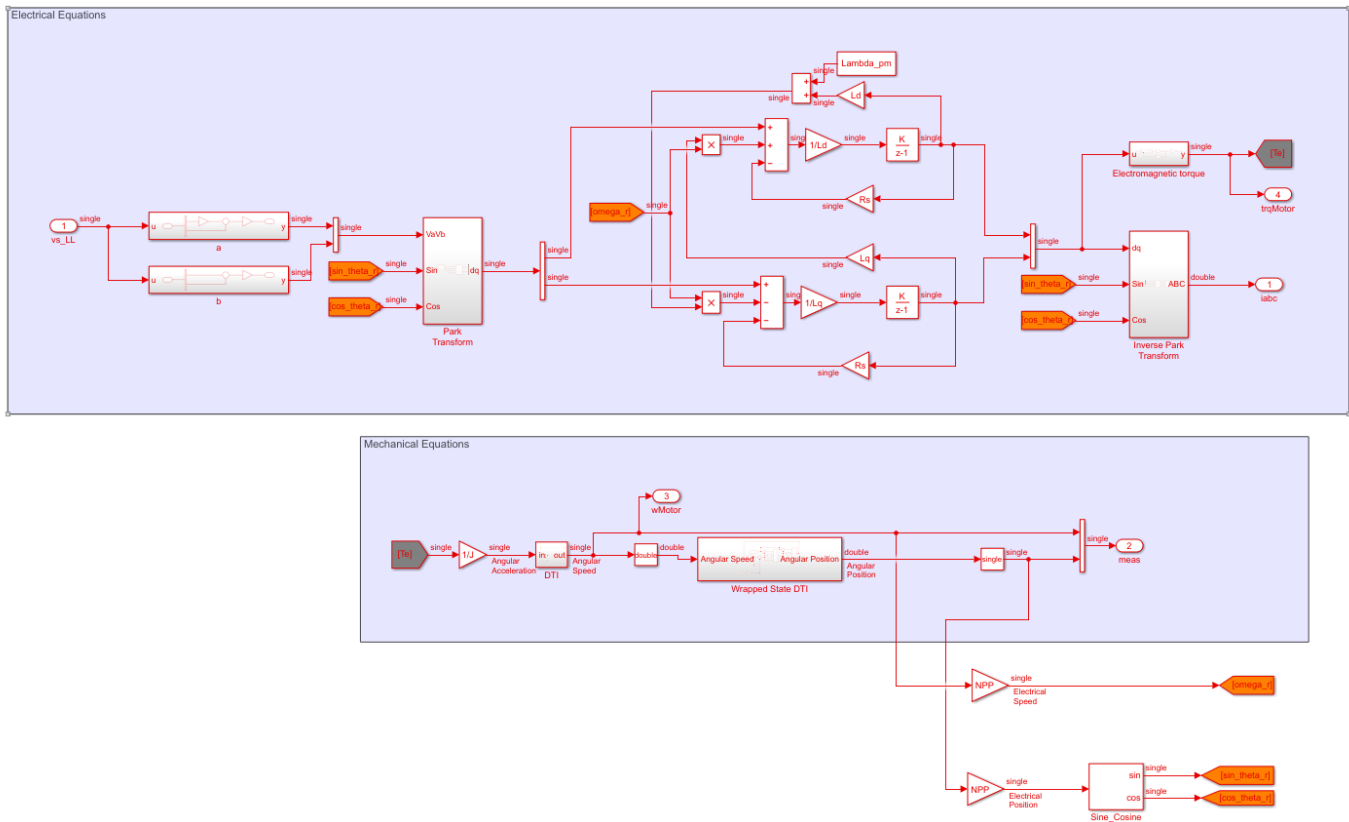 Electrical Equations
Lambda_pm
single
+
+
single
single
Ld
single
+
+
−
single
1/Ld
single
K
z-1
single
×
single
Rs
single
[omega_r]
single
u
y
single
Electromagnetic torque
[Te]
4
trqMotor
1
vs_LL
single
u
y
a
single
u
y
b
single
single
VaVb
[sin_theta_r]
single
Sin
dq
single
[cos_theta_r]
single
Cos
Park
Transform
single
single
Lq
single
×
single
+
−
−
single
1/Lq
single
K
z-1
single
Rs
single
single
dq
[sin_theta_r]
single
Sin
ABC
double
1
iabc
[cos_theta_r]
single
Cos
Inverse Park
Transform
Mechanical Equations
3
wMotor
[Te]
single
1/J
single
Angular
Acceleration
in
out
DTI
single
Angular
Speed
double
double
Angular Speed
Angular Position
Wrapped State DTI
double
Angular
Position
single
single
single
2
meas
NPP
single
Electrical
Speed
[omega_r]
NPP
single
Electrical
Position
sin
cos
Sine_Cosine
single
[sin_theta_r]
single
[cos_theta_r]